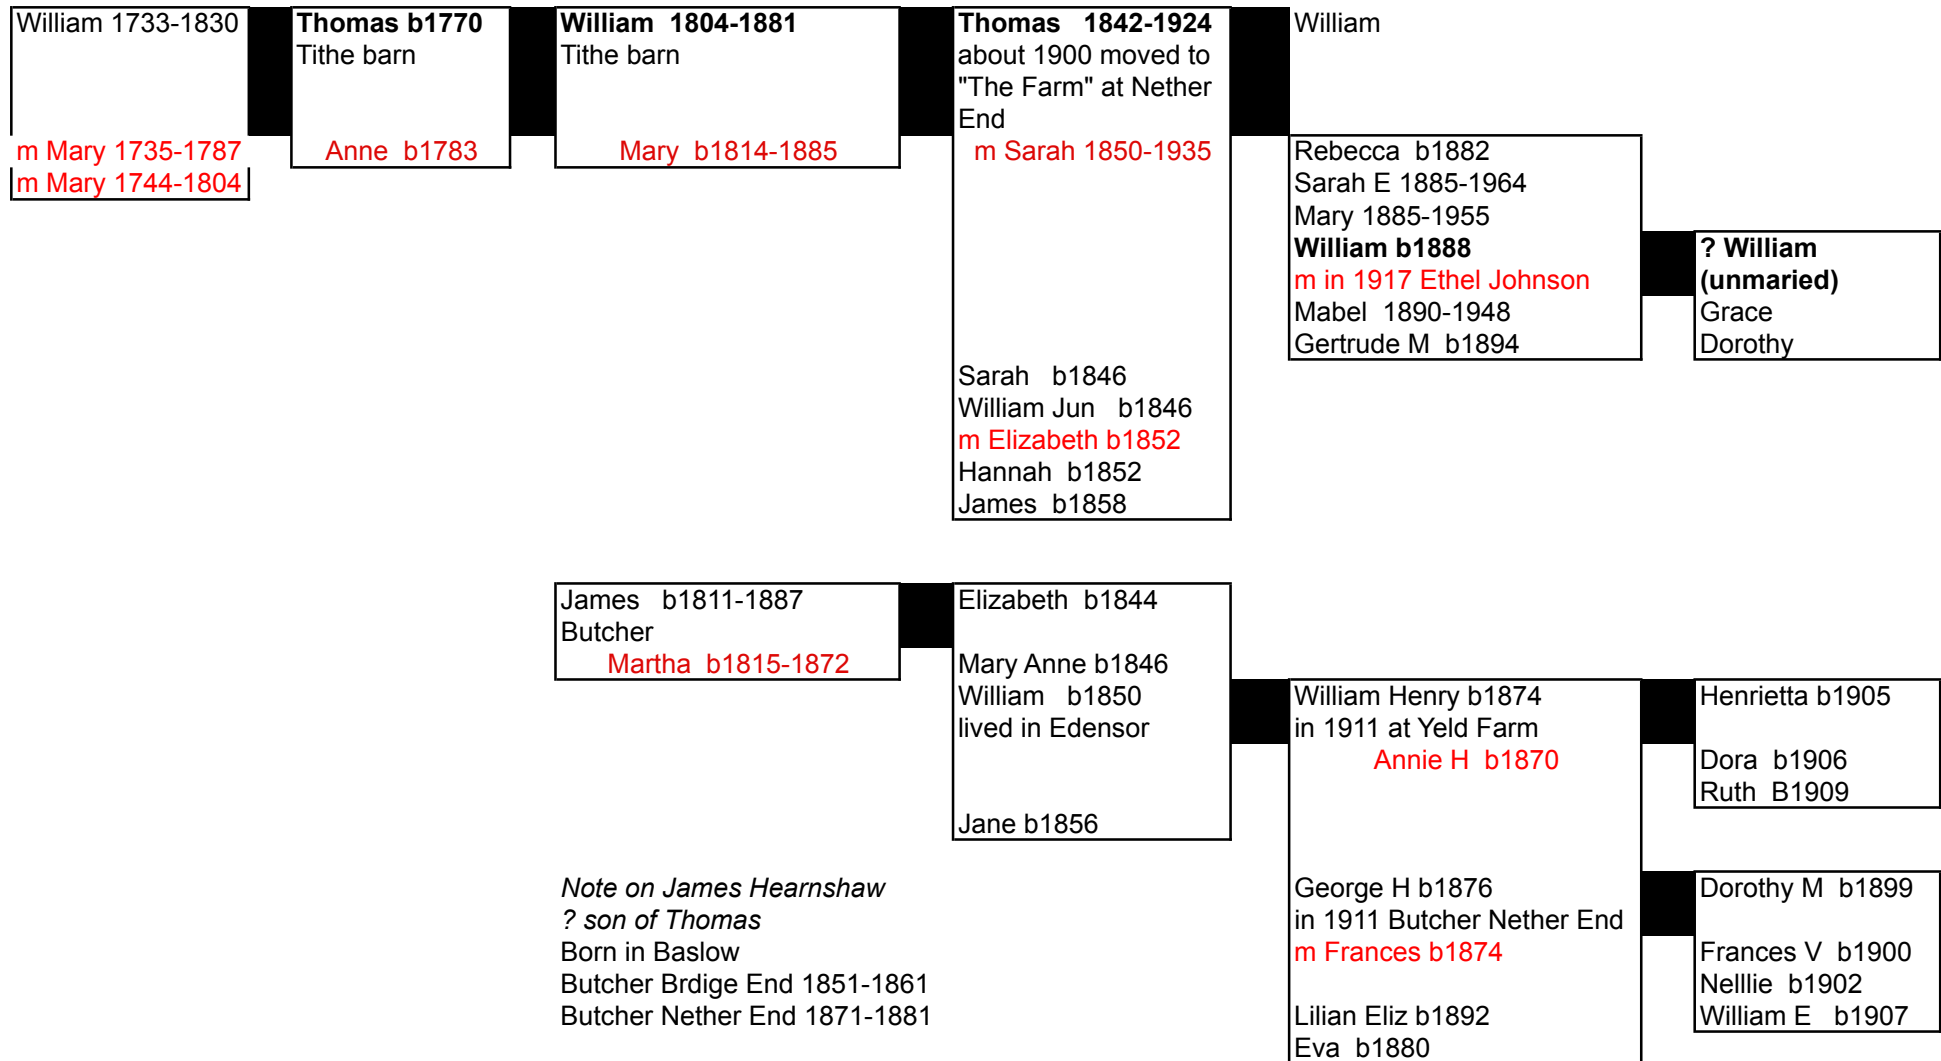 William 1733-1830
m Mary 1735-1787
m Mary 1744-1804
Thomas b1770
Tithe barn
Anne b1783
William 1804-1881
Tithe barn
Mary b1814-1885
Thomas 1842-1924
about 1900 moved to
"The Farm" at Nether
End
m Sarah 1850-1935
Sarah b1846
William Jun b1846
m Elizabeth b1852
Hannah b1852
James b1858
William
Rebecca b1882
Sarah E 1885-1964
Mary 1885-1955
William b1888
m in 1917 Ethel Johnson
Mabel 1890-1948
Gertrude M b1894
? William
(unmaried)
Grace
Dorothy
James b1811-1887
Butcher
Martha b1815-1872
Elizabeth b1844
Mary Anne b1846
William b1850
lived in Edensor
Jane b1856
William Henry b1874
in 1911 at Yeld Farm
Annie H b1870
George H b1876
in 1911 Butcher Nether End
m Frances b1874
Lilian Eliz b1892
Eva b1880
Henrietta b1905
Dora b1906
Ruth B1909
Dorothy M b1899
Frances V b1900
Nelllie b1902
William E b1907
Note on James Hearnshaw
? son of Thomas
Born in Baslow
Butcher Brdige End 1851-1861
Butcher Nether End 1871-1881